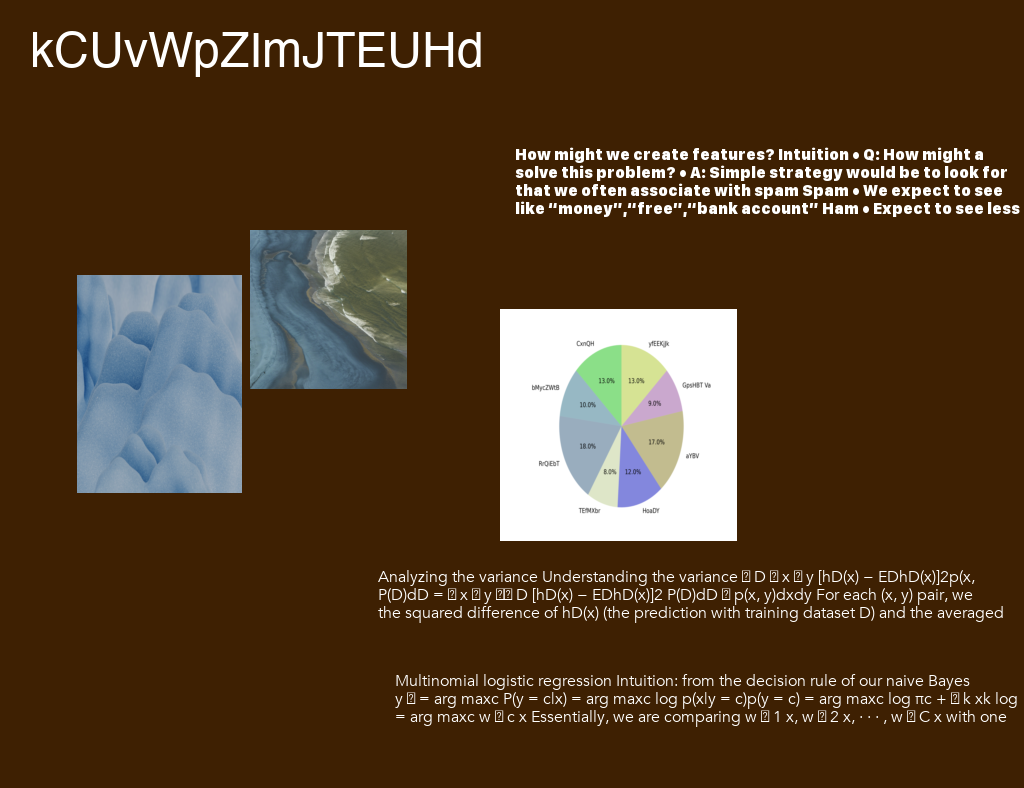 kCUvWpZImJTEUHd
How might we create features? Intuition • Q: How might a
solve this problem? • A: Simple strategy would be to look for
that we often associate with spam Spam • We expect to see
like “money”,“free”,“bank account” Ham • Expect to see less
CxnQH
yfEEKjJk
bMycZWtB
GpsHBT Va
13.0%
13.0%
10.0%
9.0%
18.0%
17.0%
8.0%
12.0%
RrQiEbT
aYBV
TEfMXbr
HoaDY
Analyzing the variance Understanding the variance D x y [hD(x) − EDhD(x)]2p(x,
P(D)dD = x y D [hD(x) − EDhD(x)]2 P(D)dD p(x, y)dxdy For each (x, y) pair, we
the squared difference of hD(x) (the prediction with training dataset D) and the averaged
Multinomial logistic regression Intuition: from the decision rule of our naive Bayes
y = arg maxc P(y = c|x) = arg maxc log p(x|y = c)p(y = c) = arg maxc log πc + k xk log
= arg maxc w c x Essentially, we are comparing w 1 x, w 2 x, · · · , w C x with one